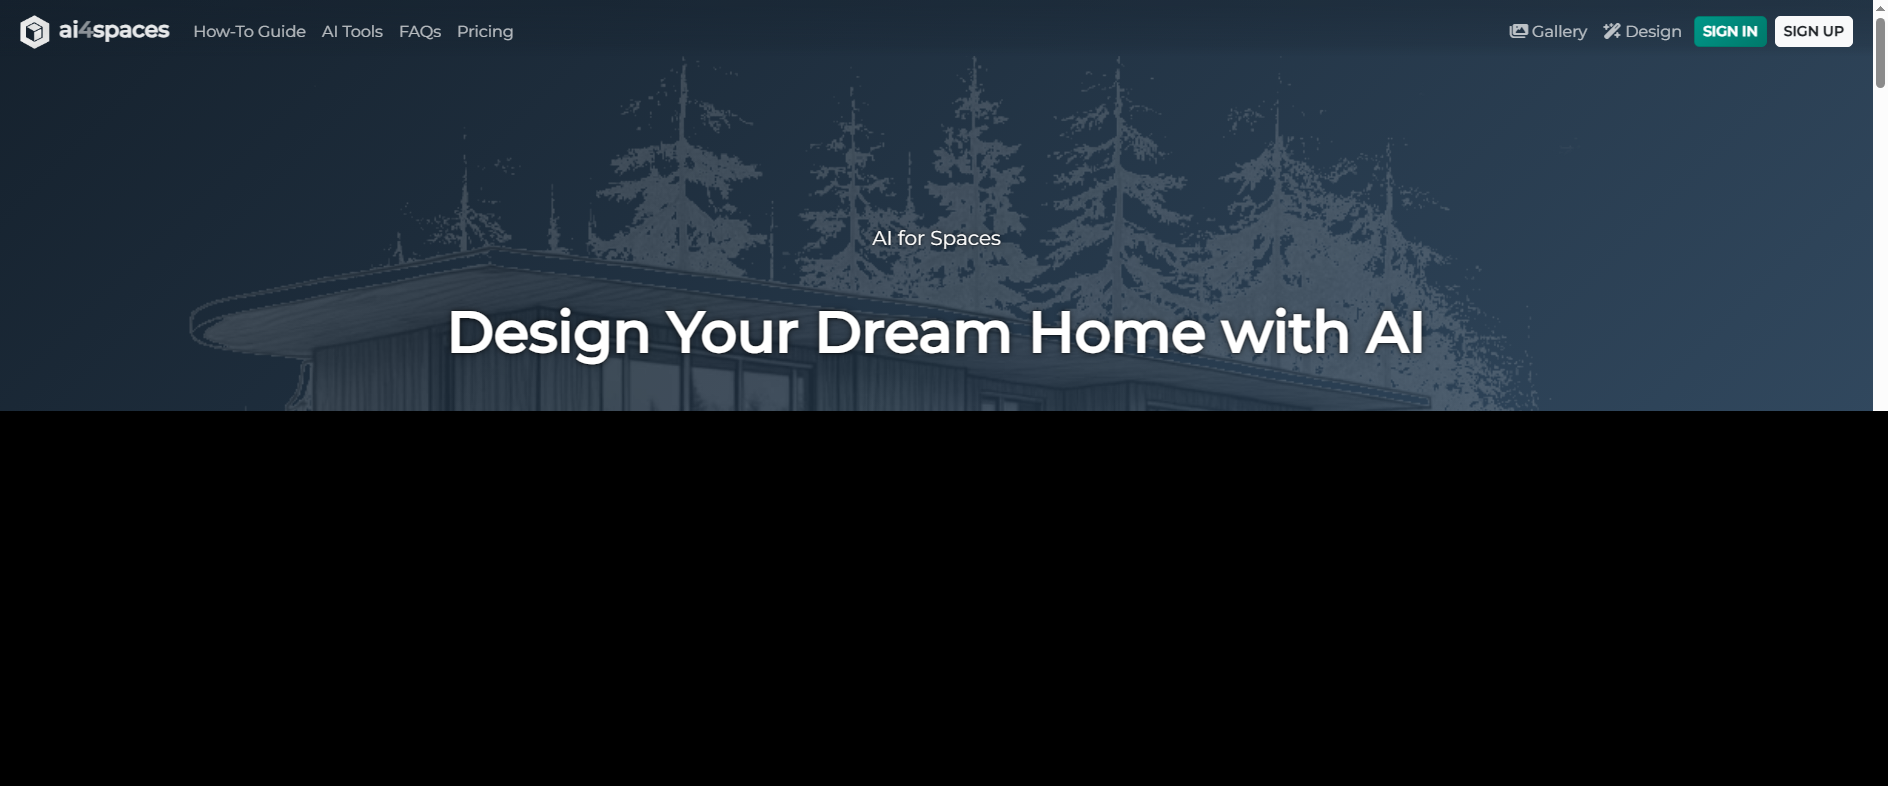 ai4spaces How-To Guide AI Tools FAQs Pricing Gallery Design SIGN IN SIGN UP
AI for Spaces
Design Your Dream Home with AI